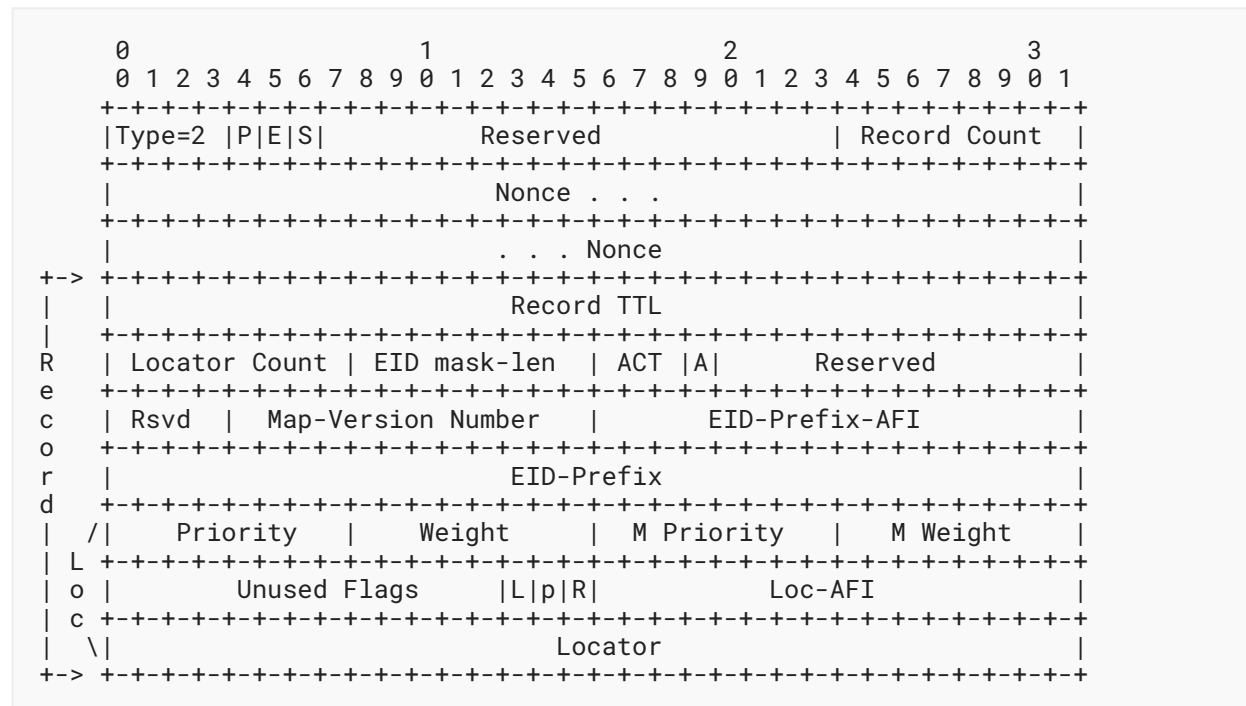 0                   1                   2                   3
        0 1 2 3 4 5 6 7 8 9 0 1 2 3 4 5 6 7 8 9 0 1 2 3 4 5 6 7 8 9 0 1
       +-+-+-+-+-+-+-+-+-+-+-+-+-+-+-+-+-+-+-+-+-+-+-+-+-+-+-+-+-+-+-+-+
       |Type=2 |P|E|S|          Reserved               | Record Count  |
       +-+-+-+-+-+-+-+-+-+-+-+-+-+-+-+-+-+-+-+-+-+-+-+-+-+-+-+-+-+-+-+-+
       |                         Nonce . . .                           |
       +-+-+-+-+-+-+-+-+-+-+-+-+-+-+-+-+-+-+-+-+-+-+-+-+-+-+-+-+-+-+-+-+
       |                         . . . Nonce                           |
   +-> +-+-+-+-+-+-+-+-+-+-+-+-+-+-+-+-+-+-+-+-+-+-+-+-+-+-+-+-+-+-+-+-+
   |   |                          Record TTL                           |
   |   +-+-+-+-+-+-+-+-+-+-+-+-+-+-+-+-+-+-+-+-+-+-+-+-+-+-+-+-+-+-+-+-+
   R   | Locator Count | EID mask-len  | ACT |A|      Reserved         |
   e   +-+-+-+-+-+-+-+-+-+-+-+-+-+-+-+-+-+-+-+-+-+-+-+-+-+-+-+-+-+-+-+-+
   c   | Rsvd  |  Map-Version Number   |       EID-Prefix-AFI          |
   o   +-+-+-+-+-+-+-+-+-+-+-+-+-+-+-+-+-+-+-+-+-+-+-+-+-+-+-+-+-+-+-+-+
   r   |                          EID-Prefix                           |
   d   +-+-+-+-+-+-+-+-+-+-+-+-+-+-+-+-+-+-+-+-+-+-+-+-+-+-+-+-+-+-+-+-+
   |  /|    Priority   |    Weight     |  M Priority   |   M Weight    |
   | L +-+-+-+-+-+-+-+-+-+-+-+-+-+-+-+-+-+-+-+-+-+-+-+-+-+-+-+-+-+-+-+-+
   | o |        Unused Flags     |L|p|R|           Loc-AFI             |
   | c +-+-+-+-+-+-+-+-+-+-+-+-+-+-+-+-+-+-+-+-+-+-+-+-+-+-+-+-+-+-+-+-+
   |  \|                             Locator                           |
   +-> +-+-+-+-+-+-+-+-+-+-+-+-+-+-+-+-+-+-+-+-+-+-+-+-+-+-+-+-+-+-+-+-+